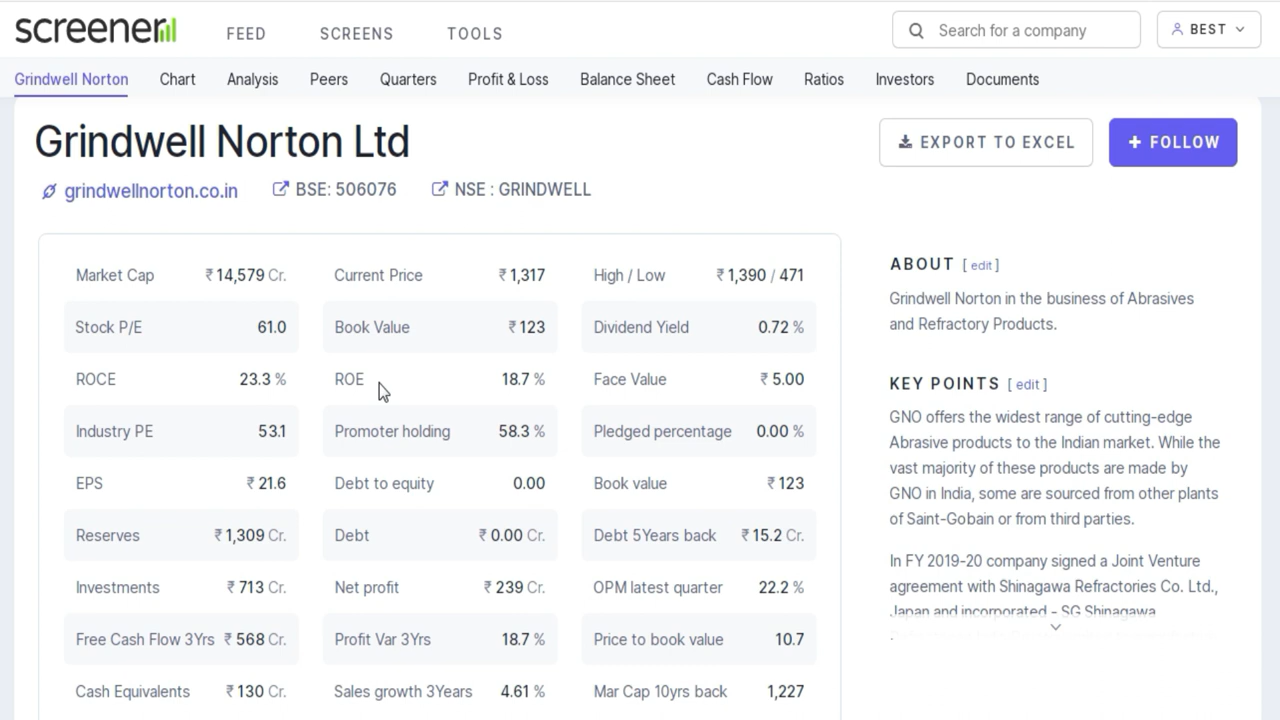 screener FEED SCREENS TOOLS Search for a company BEST
Grindwell Norton Chart Analysis Peers Quarters Profit & Loss Balance Sheet Cash Flow Ratios Investors Documents
Grindwell Norton Ltd
EXPORT TO EXCEL + FOLLOW
grindwellnorton.co.in BSE: 506076 NSE : GRINDWELL
Market Cap ₹ 14,579 Cr. Current Price ₹ 1,317 High / Low ₹ 1,390 / 471
Stock P/E 61.0 Book Value ₹ 123 Dividend Yield 0.72 %
ROCE 23.3 % ROE 18.7 % Face Value ₹ 5.00
Industry PE 53.1 Promoter holding 58.3 % Pledged percentage 0.00 %
EPS ₹ 21.6 Debt to equity 0.00 Book value ₹ 123
Reserves ₹ 1,309 Cr. Debt ₹ 0.00 Cr. Debt 5Years back ₹ 15.2 Cr.
Investments ₹ 713 Cr. Net profit ₹ 239 Cr. OPM latest quarter 22.2 %
Free Cash Flow 3Yrs ₹ 568 Cr. Profit Var 3Yrs 18.7 % Price to book value 10.7
Cash Equivalents ₹ 130 Cr. Sales growth 3Years 4.61 % Mar Cap 10yrs back 1,227
ABOUT [ edit ]
Grindwell Norton in the business of Abrasives
and Refractory Products.
KEY POINTS [ edit ]
GNO offers the widest range of cutting-edge
Abrasive products to the Indian market. While the
vast majority of these products are made by
GNO in India, some are sourced from other plants
of Saint-Gobain or from third parties.
In FY 2019-20 company signed a Joint Venture
agreement with Shinagawa Refractories Co. Ltd.,
Japan and incorporated - SG Shinagawa